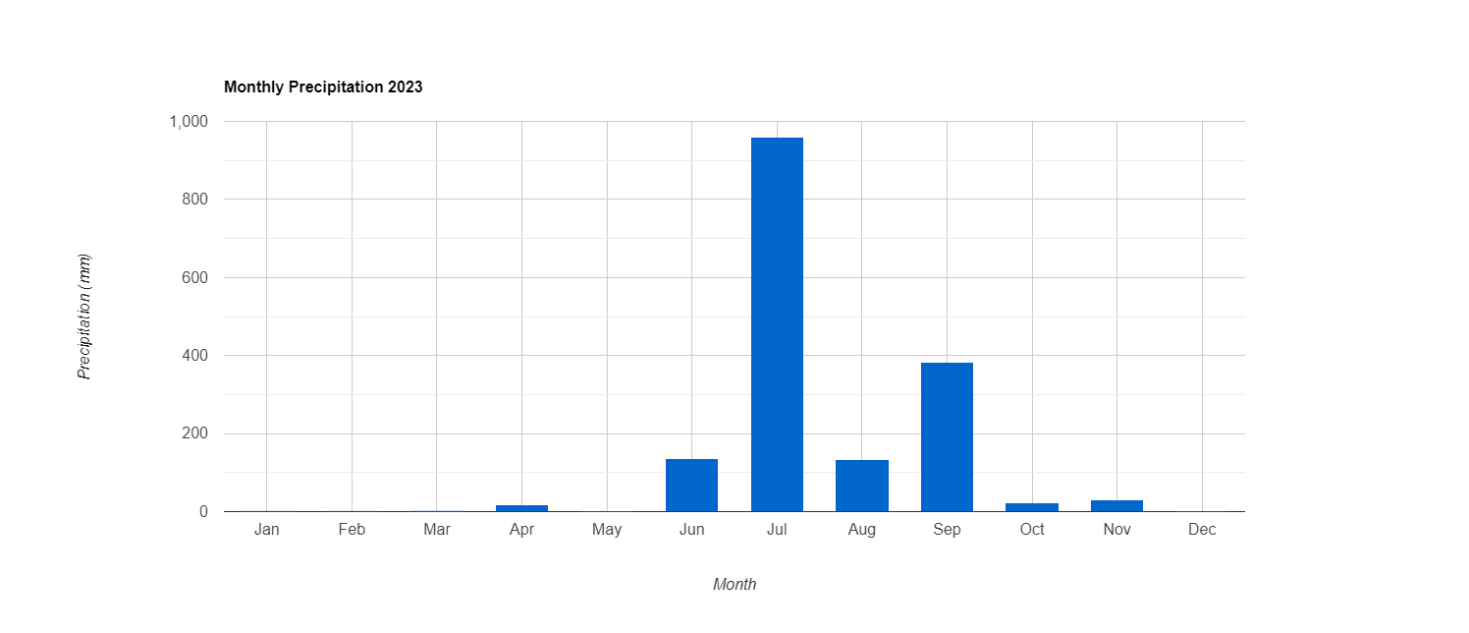 Monthly Precipitation 2023
1,000
800
600
400
200
0
Precipitation (mm)
Jan Feb Mar Apr May Jun Jul Aug Sep Oct Nov Dec
Month